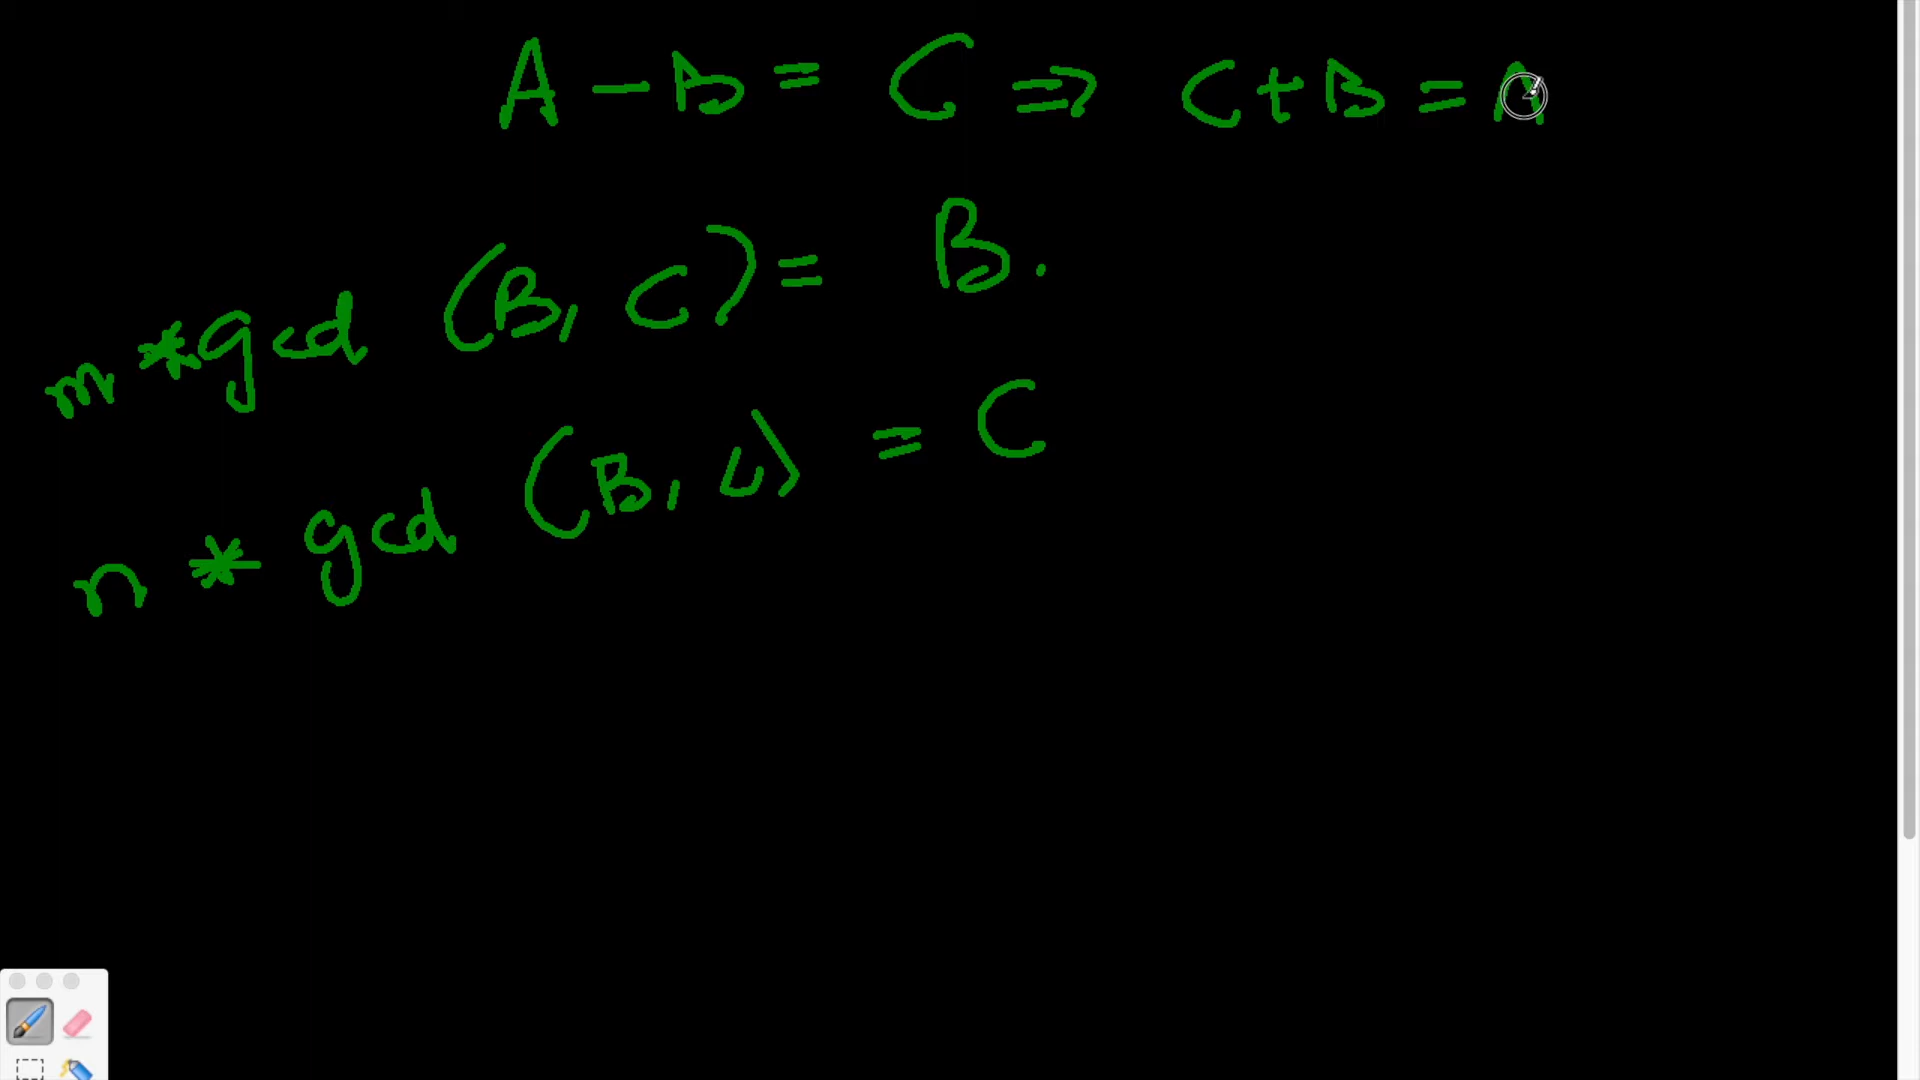 A - B = C => C + B = A
m * gcd (B, C) = B.
n * gcd (B, C) = C